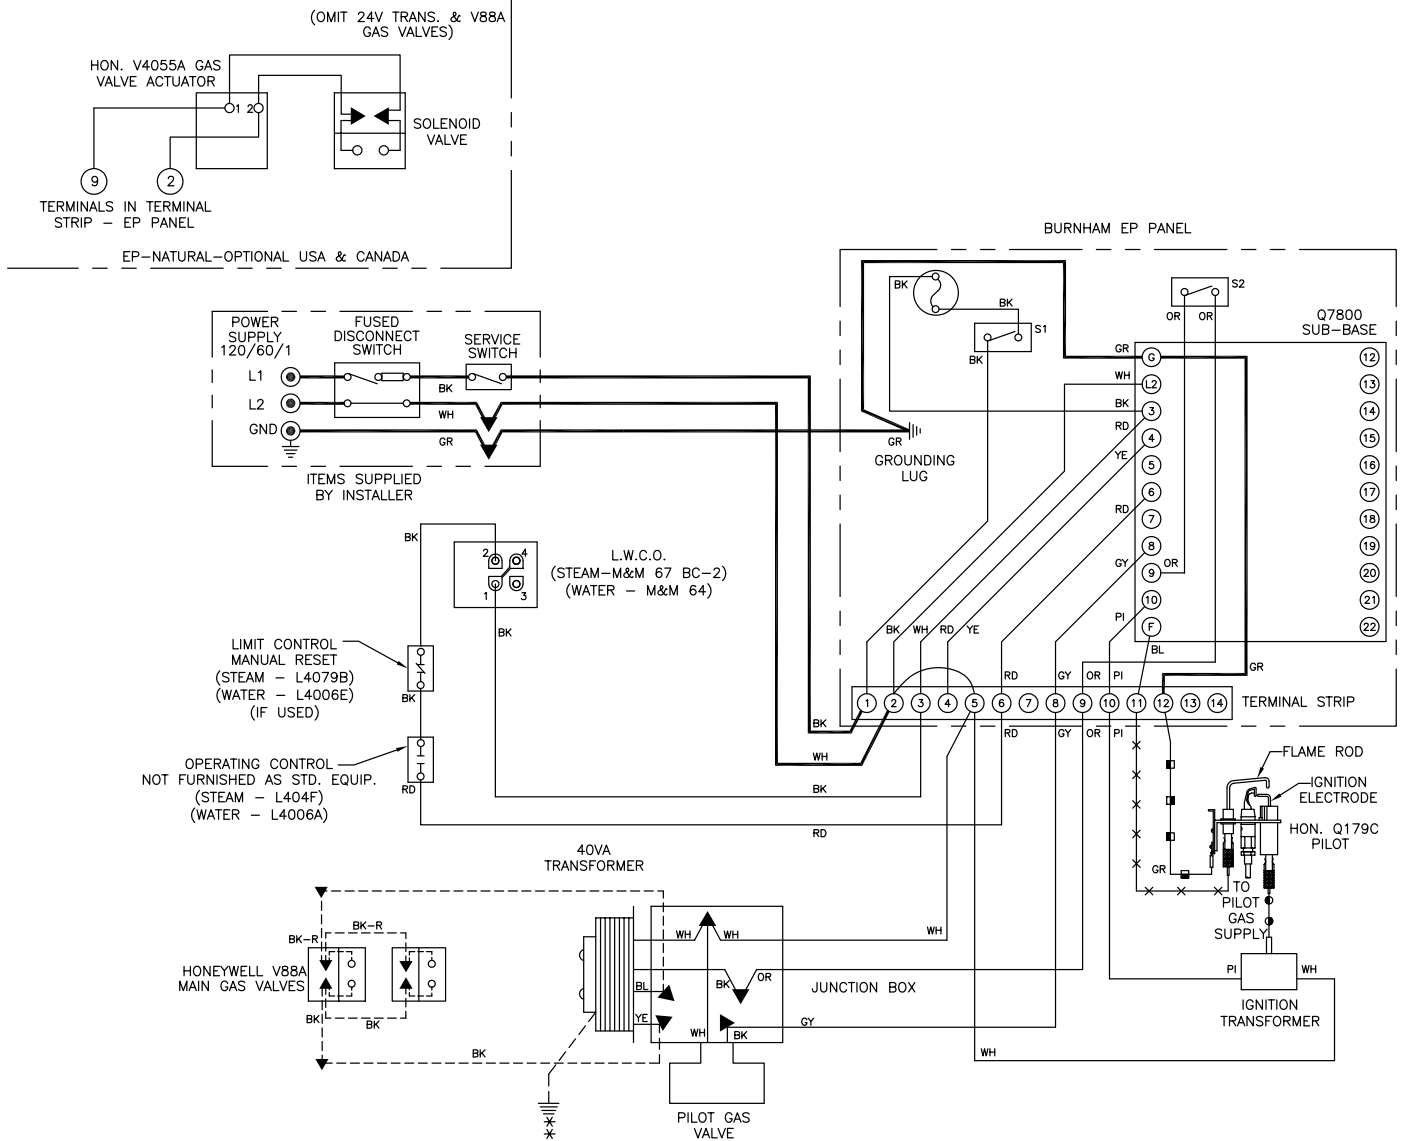 (OMIT 24V TRANS. & V88A
GAS VALVES)
HON. V4055A GAS
VALVE ACTUATOR
1 2
SOLENOID
VALVE
9 2
TERMINALS IN TERMINAL
STRIP – EP PANEL
EP–NATURAL–OPTIONAL USA & CANADA
BURNHAM EP PANEL
POWER
SUPPLY
120/60/1
FUSED
DISCONNECT
SWITCH
SERVICE
SWITCH
L1
L2
GND
BK
WH
GR
ITEMS SUPPLIED
BY INSTALLER
BK
BK
S1
BK
S2
OR OR
Q7800
SUB–BASE
GR
WH
BK
RD
YE
RD
GY
OR
PI
BL
G
L2
3
4
5
6
7
8
9
10
F
12
13
14
15
16
17
18
19
20
21
22
GR
GROUNDING
LUG
BK
2 4
1 3
L.W.C.O.
(STEAM–M&M 67 BC–2)
(WATER – M&M 64)
BK
LIMIT CONTROL
MANUAL RESET
(STEAM – L4079B)
(WATER – L4006E)
(IF USED)
BK
OPERATING CONTROL
NOT FURNISHED AS STD. EQUIP.
(STEAM – L404F)
(WATER – L4006A)
RD
BK WH RD YE
RD GY OR PI
GR
1 2 3 4 5 6 7 8 9 10 11 12 13 14
TERMINAL STRIP
BK
WH
BK
RD
RD GY OR PI
FLAME ROD
IGNITION
ELECTRODE
HON. Q179C
PILOT
GR
TO
PILOT
GAS
SUPPLY
40VA
TRANSFORMER
BK–R
BK–R
HONEYWELL V88A
MAIN GAS VALVES
BK
BK
BK
WH WH
WH
BK
OR
BL
YE
WH
BK
GY
JUNCTION BOX
PI
WH
IGNITION
TRANSFORMER
WH
PILOT GAS
VALVE